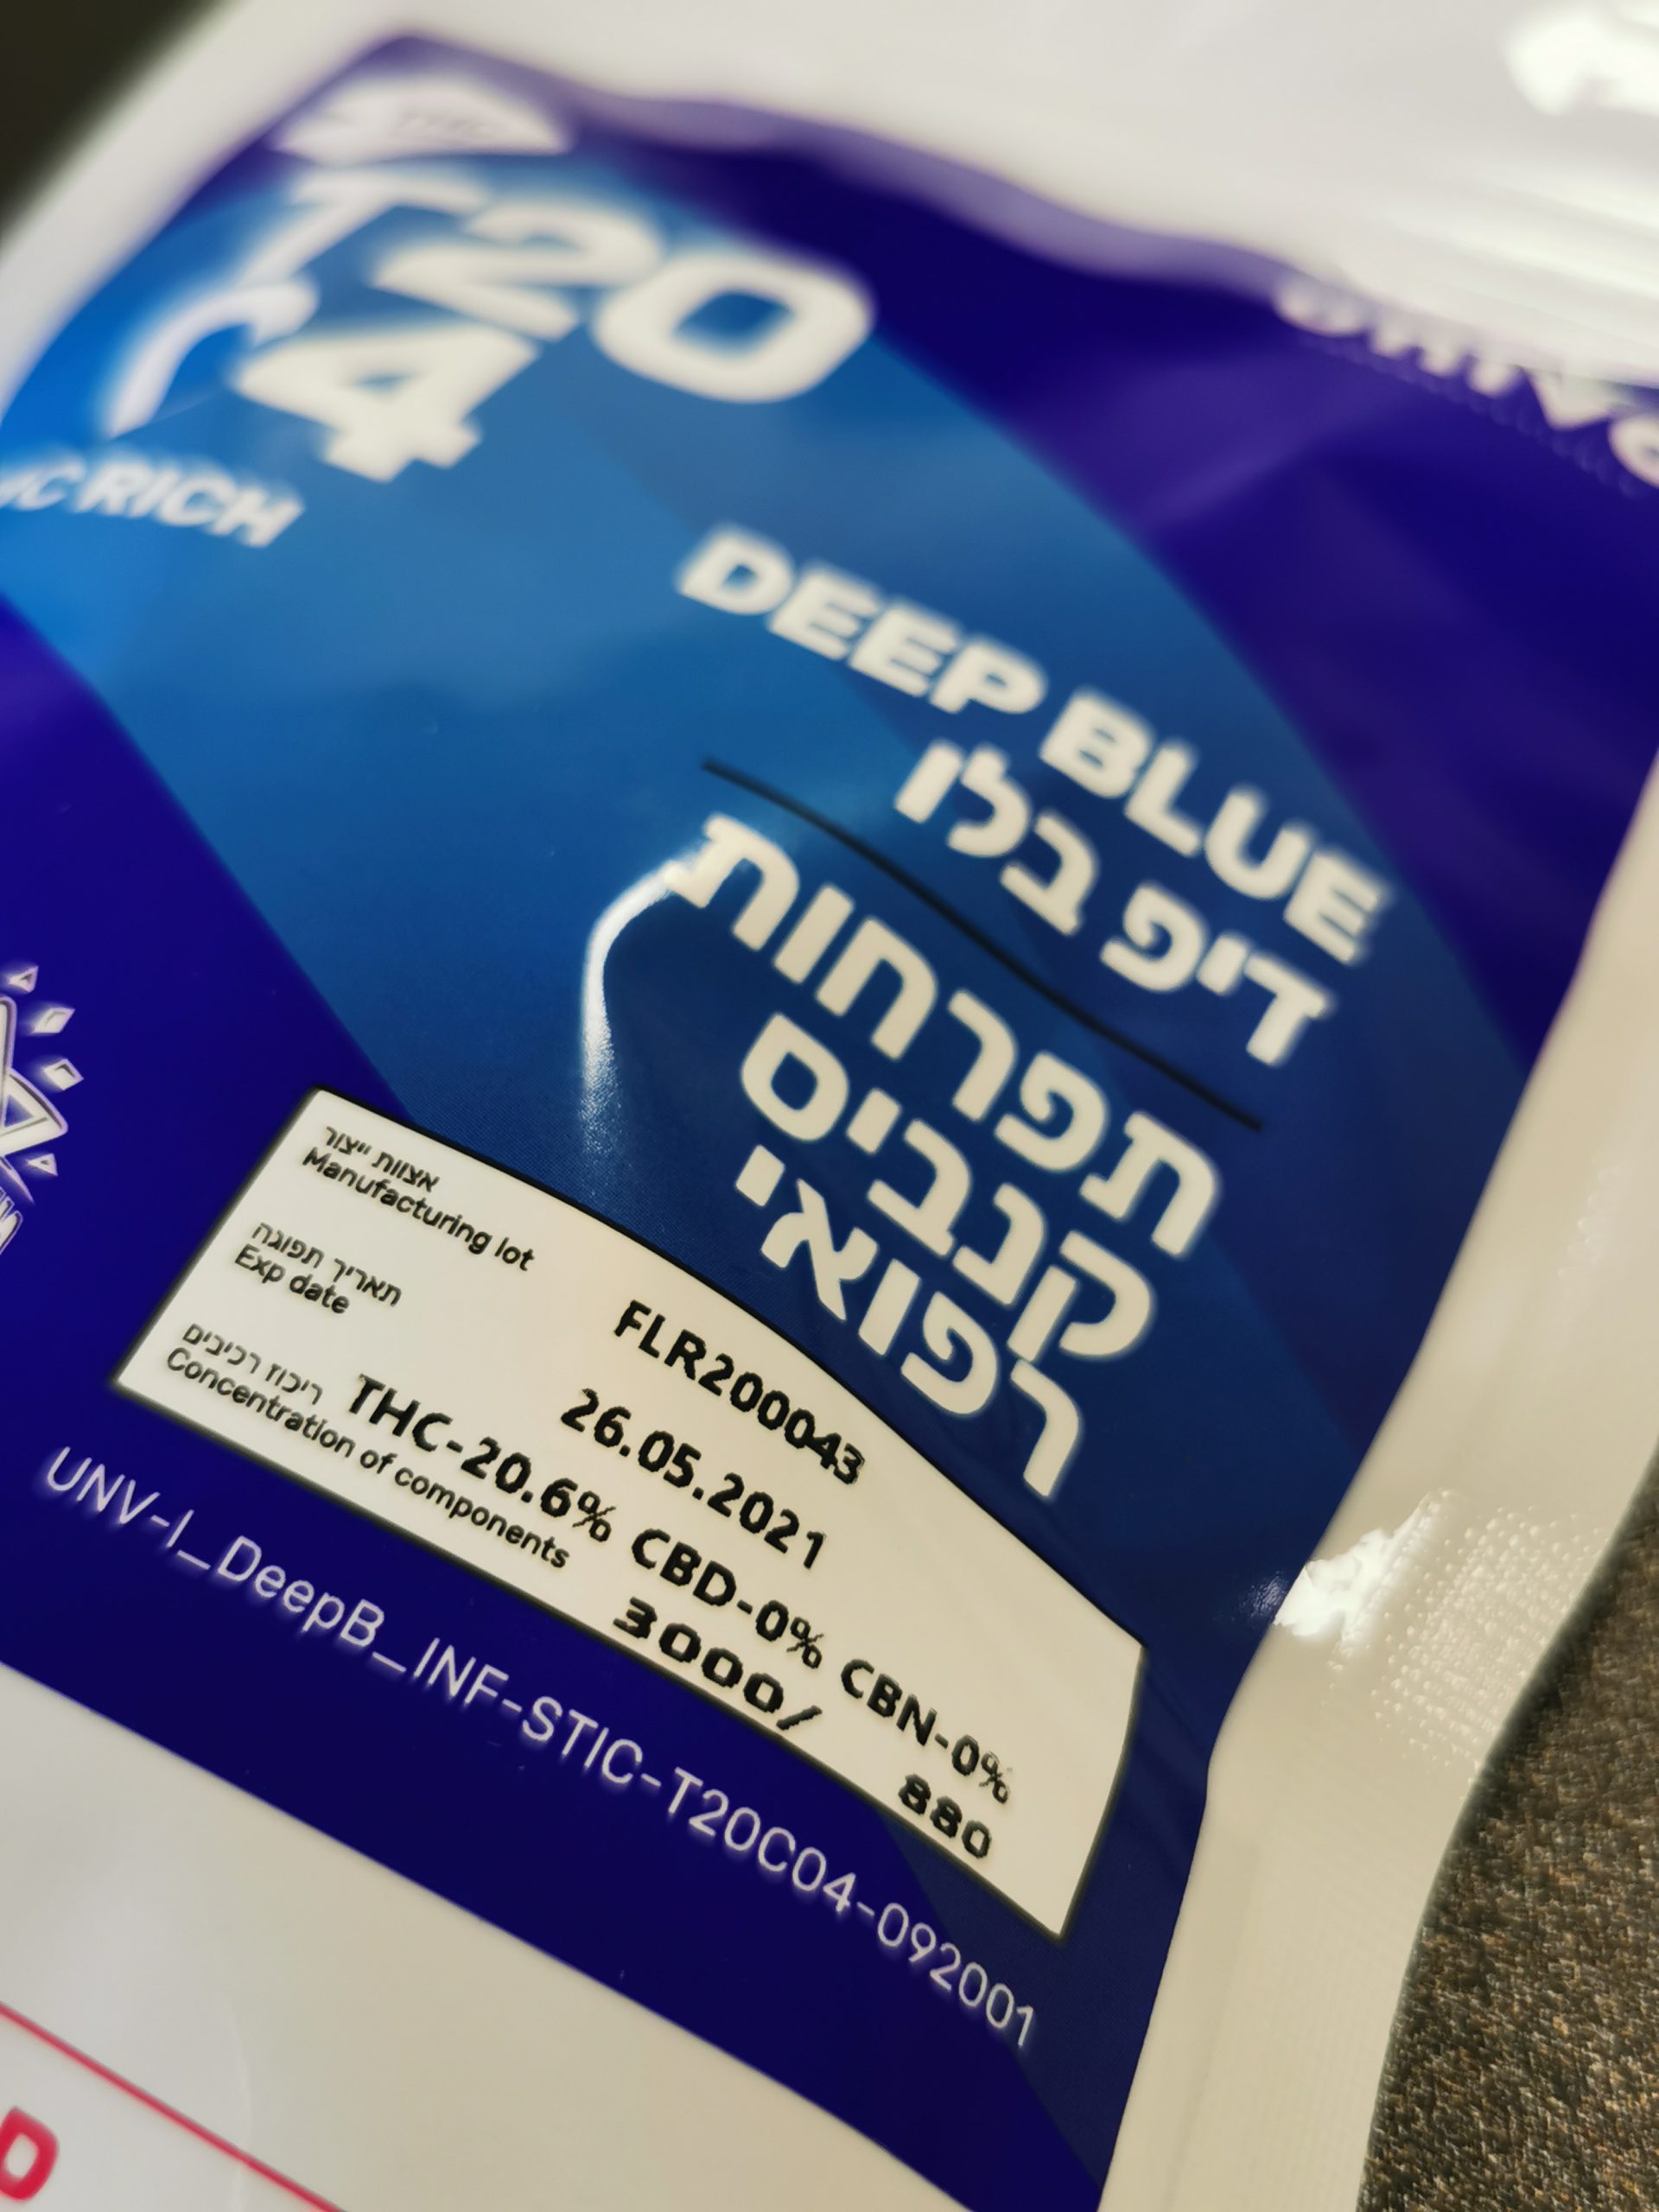 T20
C4
RICH
DEEP BLUE
דיפ בלו
תפרחות
קנביס
רפואי
אצוות ייצור
Manufacturing lot
FLR200043
תאריך תפוגה
Exp date
26.05.2021
ריכוז רכיבים
THC-20.6% CBD-0% CBN-0%
Concentration of components
3000/ 880
UNV-I_DeepB_INF-STIC-T20C04-092001